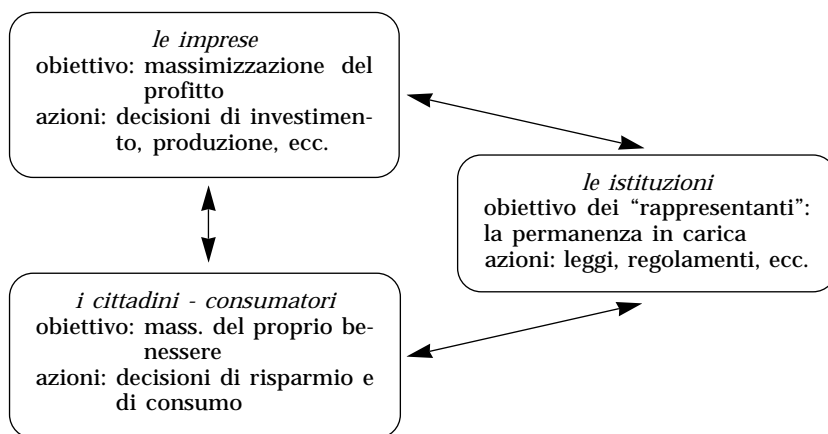 le imprese
obiettivo: massimizzazione del
profitto
azioni: decisioni di investimen-
to, produzione, ecc.
le istituzioni
obiettivo dei “rappresentanti”:
la permanenza in carica
azioni: leggi, regolamenti, ecc.
i cittadini - consumatori
obiettivo: mass. del proprio be-
nessere
azioni: decisioni di risparmio e
di consumo